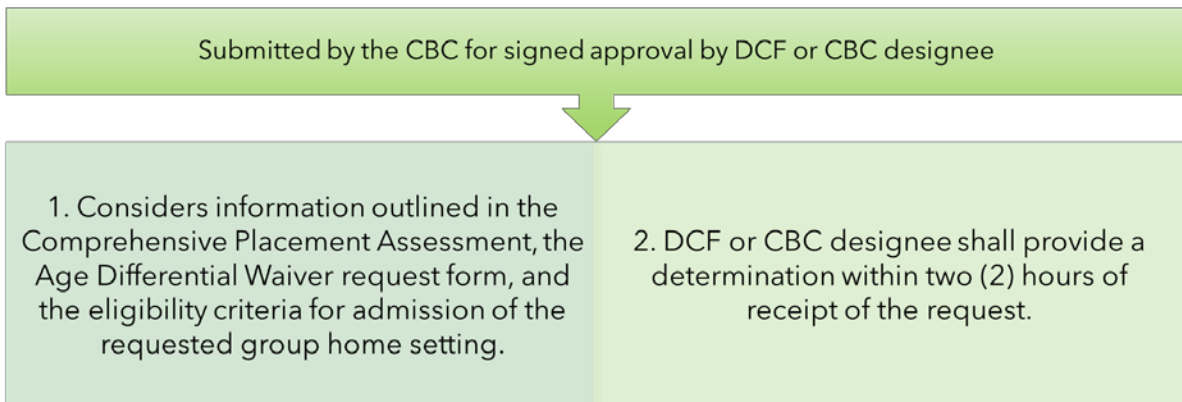 Submitted by the CBC for signed approval by DCF or CBC designee
1. Considers information outlined in the
Comprehensive Placement Assessment, the
Age Differential Waiver request form, and
the eligibility criteria for admission of the
requested group home setting.
2. DCF or CBC designee shall provide a
determination within two (2) hours of
receipt of the request.